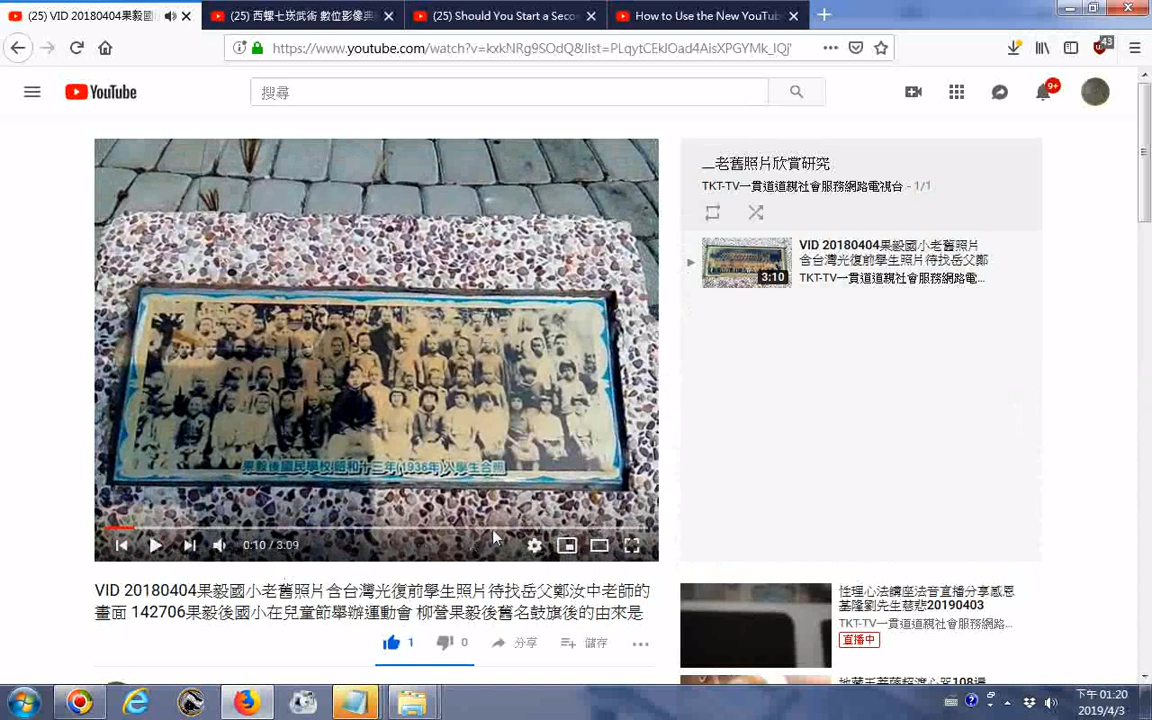 (25) VID 20180404果毅國
(25) 西螺七崁武術 數位影像典
(25) Should You Start a Seco
How to Use the New YouTub
https://www.youtube.com/watch?v=kxkNRg9SOdQ&list=PLqytCEkIOad4AisXPGYMk_IQj'
43
YouTube
搜尋
9+
二老舊照片欣賞研究
TKT-TV一貫道道親社會服務網路電視台 - 1/1
VID 20180404果毅國小老舊照片
含台灣光復前學生照片待找岳父鄭
3:10
TKT-TV一貫道道親社會服務網路電...
果毅後國民學校昭和十三年(1938年)入學生合照
0:10 / 3:09
VID 20180404果毅國小老舊照片含台灣光復前學生照片待找岳父鄭汝中老師的
畫面 142706果毅後國小在兒童節舉辦運動會 柳營果毅後舊名鼓旗後的由來是
1
0
分享
儲存
性理心法講座法音直播分享感恩
基隆劉先生慈悲20190403
TKT-TV一貫道道親社會服務網路...
直播中
下午 01:20
2019/4/3